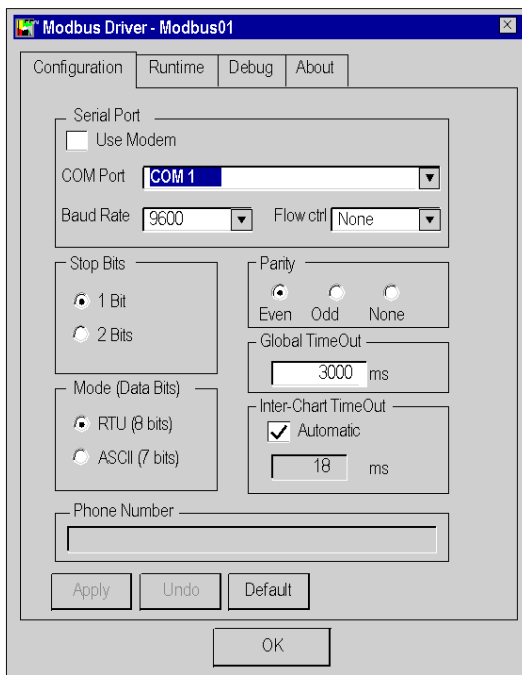 Modbus Driver - Modbus01
Configuration Runtime Debug About
Serial Port
Use Modem
COM Port COM 1
Baud Rate 9600 Flow ctrl None
Stop Bits
1 Bit
2 Bits
Parity
Even Odd None
Global TimeOut
3000 ms
Mode (Data Bits)
RTU (8 bits)
ASCII (7 bits)
Inter-Chart TimeOut
Automatic
18 ms
Phone Number
Apply Undo Default
OK